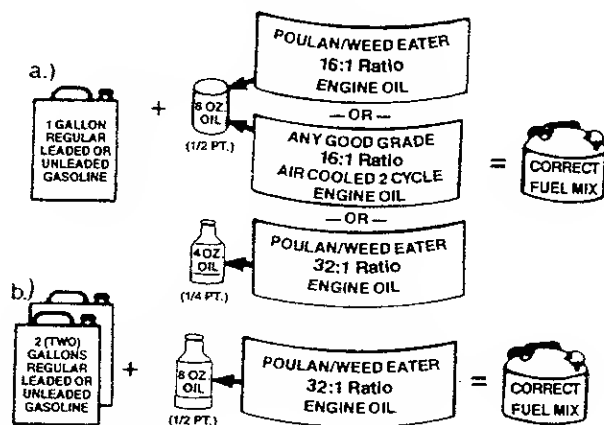 a.)
1 GALLON
REGULAR
LEADED OR
UNLEADED
GASOLINE
+
8 OZ.
OIL
(1/2 PT.)
POULAN/WEED EATER
16:1 Ratio
ENGINE OIL
— OR —
ANY GOOD GRADE
16:1 Ratio
AIR COOLED 2 CYCLE
ENGINE OIL
— OR —
4 OZ.
OIL
(1/4 PT.)
POULAN/WEED EATER
32:1 Ratio
ENGINE OIL
=
CORRECT
FUEL MIX
b.)
2 (TWO)
GALLONS
REGULAR
LEADED OR
UNLEADED
GASOLINE
+
8 OZ.
OIL
(1/2 PT.)
POULAN/WEED EATER
32:1 Ratio
ENGINE OIL
=
CORRECT
FUEL MIX